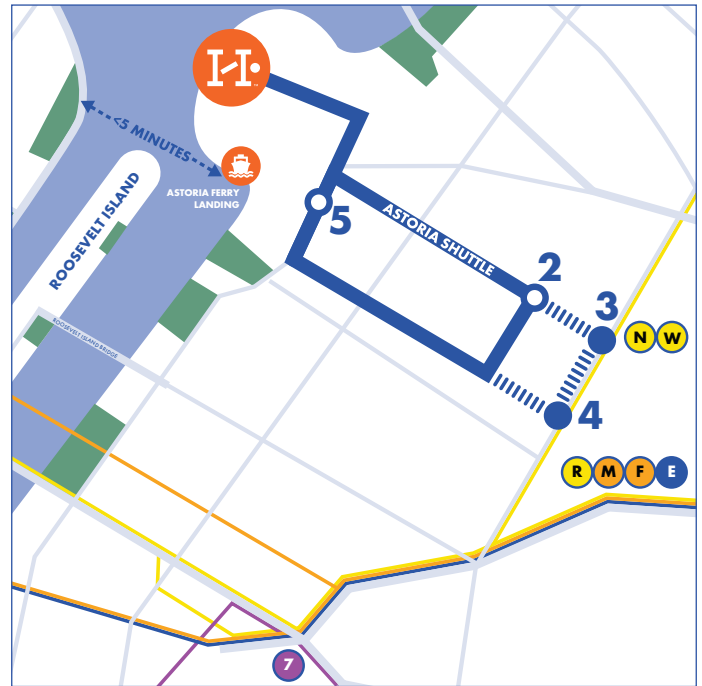 <5 MINUTES
ASTORIA FERRY
LANDING
ROOSEVELT ISLAND
5
ASTORIA SHUTTLE
2
3
N W
ROOSEVELT ISLAND BRIDGE
4
R M F E
7